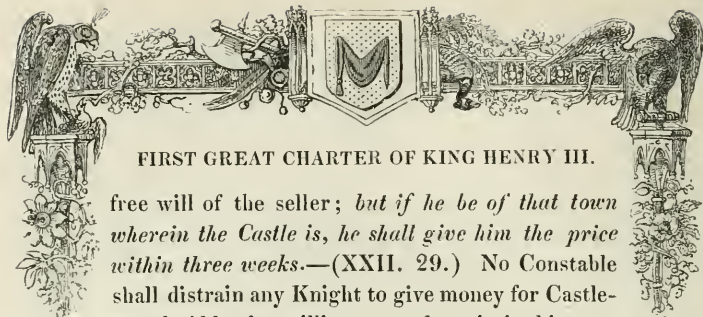 FIRST GREAT CHARTER OF KING HENRY III.
free will of the seller; but if he be of that town
wherein the Castle is, he shall give him the price
within three weeks.—(XXII. 29.) No Constable
shall distrain any Knight to give money for Castle-